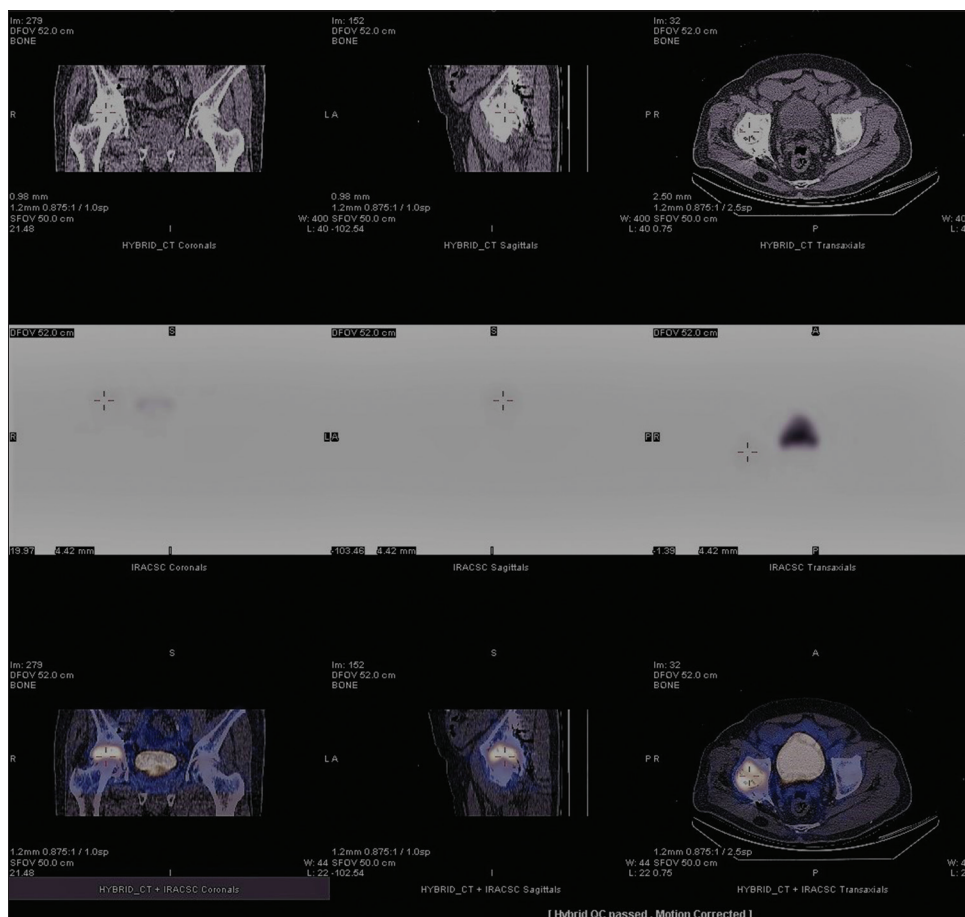 Im: 279
DFOV 52.0 cm
BONE
R
0.98 mm
1.2mm 0.875:1 / 1.0sp
SFOV 50.0 cm
21.48
I
HYBRID_CT Coronals
Im: 152
DFOV 52.0 cm
BONE
L A
0.98 mm
1.2mm 0.875:1 / 1.0sp
SFOV 50.0 cm
W: 400
L: 40 -102.54
I
HYBRID_CT Sagittals
Im: 32
DFOV 52.0 cm
BONE
P R
2.50 mm
1.2mm 0.875:1 / 2.5sp
W: 400 SFOV 50.0 cm
L: 40 0.75
P
W: 40
L: 4
HYBRID_CT Transaxials
DFOV 52.0 cm
S
R
19.97
4.42 mm
I
IRACSC Coronals
DFOV 52.0 cm
S
L A
-103.46
4.42 mm
I
IRACSC Sagittals
DFOV 52.0 cm
A
P R
-1.39
4.42 mm
P
IRACSC Transaxials
S
Im: 279
DFOV 52.0 cm
BONE
R
1.2mm 0.875:1 / 1.0sp
SFOV 50.0 cm
21.48
I
HYBRID_CT + IRACSC Coronals
S
Im: 152
DFOV 52.0 cm
BONE
L A
1.2mm 0.875:1 / 1.0sp
SFOV 50.0 cm
W: 44
L: 22 -102.54
I
HYBRID_CT + IRACSC Sagittals
A
Im: 32
DFOV 52.0 cm
BONE
P R
1.2mm 0.875:1 / 2.5sp
W: 44 SFOV 50.0 cm
L: 22 0.75
P
W: 4
L: 2
HYBRID_CT + IRACSC Transaxials
[ Hybrid QC passed , Motion Corrected ]